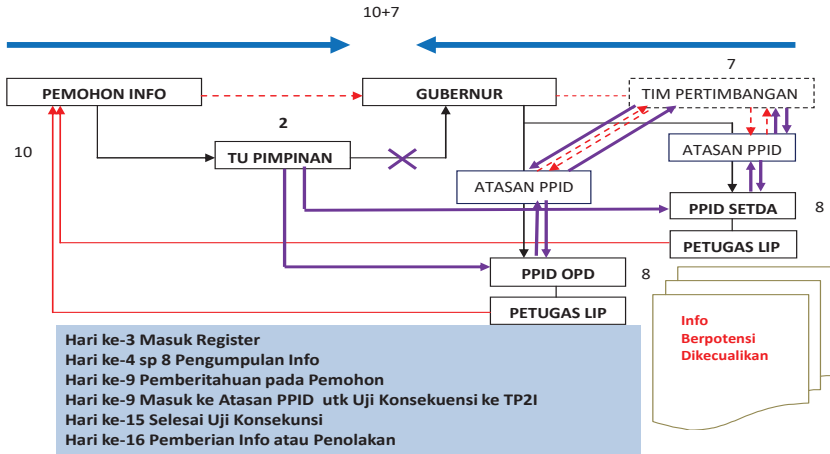 10+7
7
PEMOHON INFO
GUBERNUR
TIM PERTIMBANGAN
2
10
TU PIMPINAN
ATASAN PPID
ATASAN PPID
PPID SETDA
8
PETUGAS LIP
PPID OPD
8
PETUGAS LIP
Info
Berpotensi
Dikecualikan
Hari ke-3 Masuk Register
Hari ke-4 sp 8 Pengumpulan Info
Hari ke-9 Pemberitahuan pada Pemohon
Hari ke-9 Masuk ke Atasan PPID utk Uji Konsekuensi ke TP2I
Hari ke-15 Selesai Uji Konsekunsi
Hari ke-16 Pemberian Info atau Penolakan